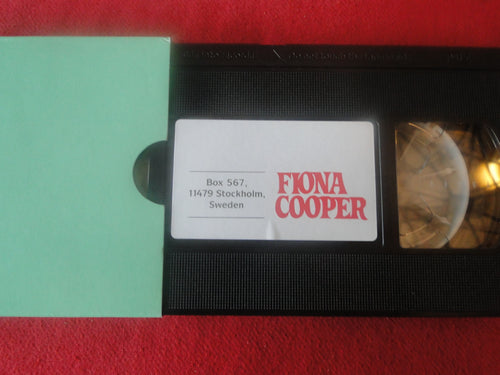 Box 567,
11479 Stockholm,
Sweden
FIONA
COOPER